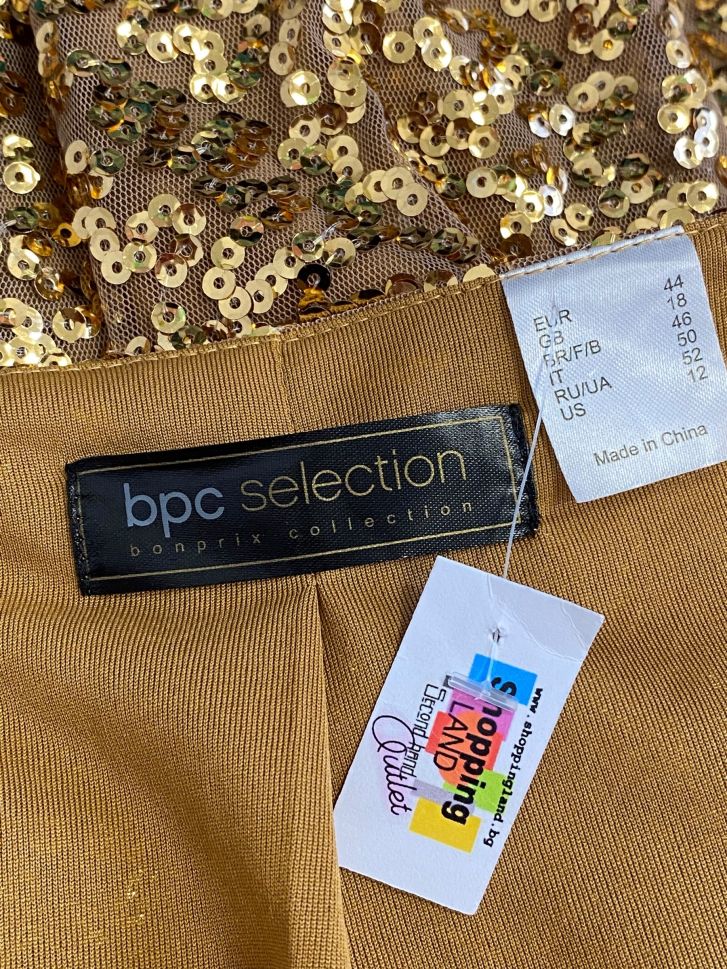 EUR 44
GB 18
BR/F/B 46
IT 50
RU/UA 52
US 12
Made in China
bpc selection
bonprix collection
Shopping
LAND
Second Hand
Outlet
www.shoppingland.bg